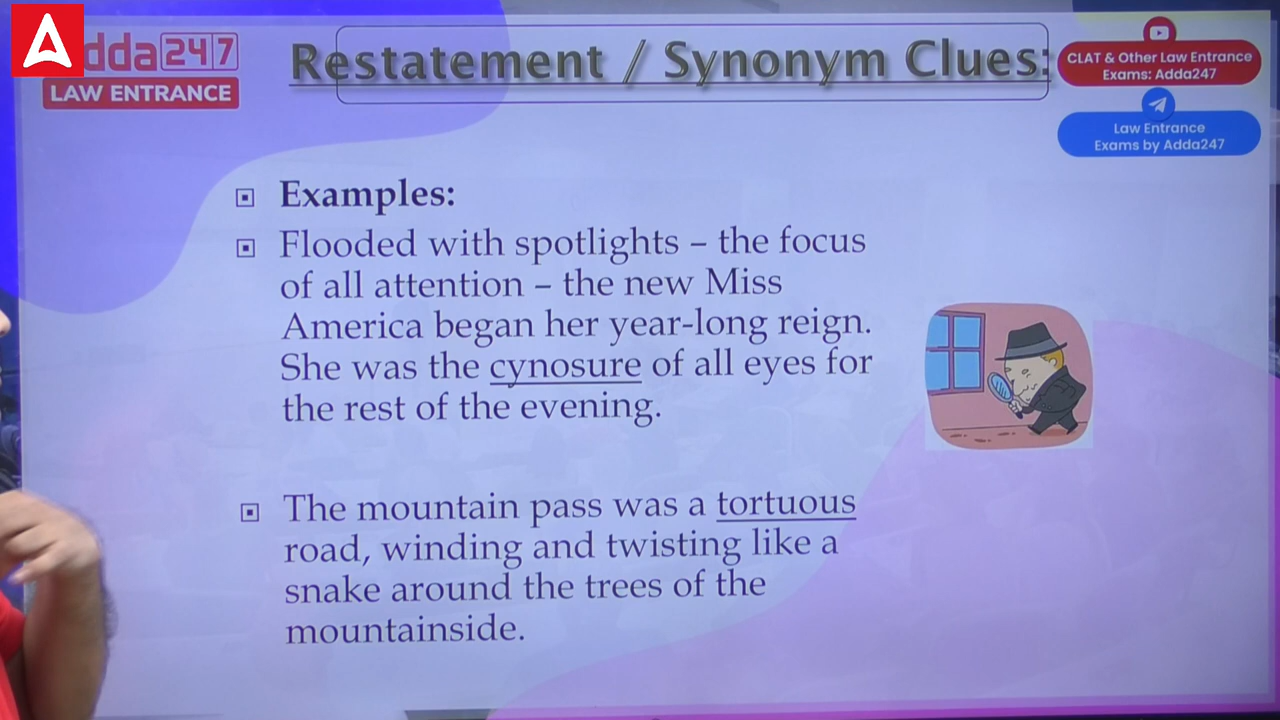 Adda247
LAW ENTRANCE
Restatement / Synonym Clues:
CLAT & Other Law Entrance
Exams: Adda247
Law Entrance
Exams by Adda247
Examples:
Flooded with spotlights – the focus
of all attention – the new Miss
America began her year-long reign.
She was the cynosure of all eyes for
the rest of the evening.
The mountain pass was a tortuous
road, winding and twisting like a
snake around the trees of the
mountainside.